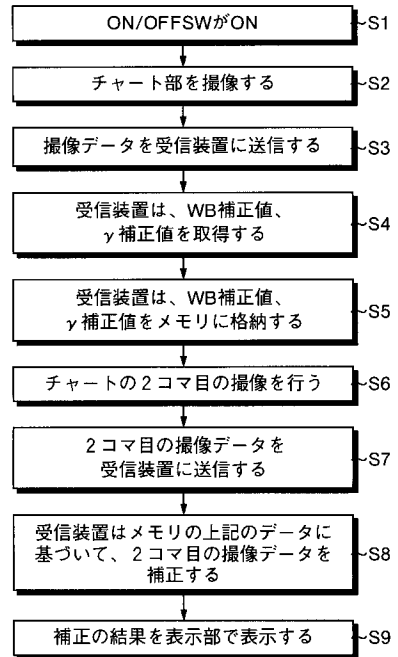 ON/OFFSWがON
S1
チャート部を撮像する
S2
撮像データを受信装置に送信する
S3
受信装置は、WB補正値、
γ補正値を取得する
S4
受信装置は、WB補正値、
γ補正値をメモリに格納する
S5
チャートの2コマ目の撮像を行う
S6
2コマ目の撮像データを
受信装置に送信する
S7
受信装置はメモリの上記のデータに
基づいて、2コマ目の撮像データを
補正する
S8
補正の結果を表示部で表示する
S9